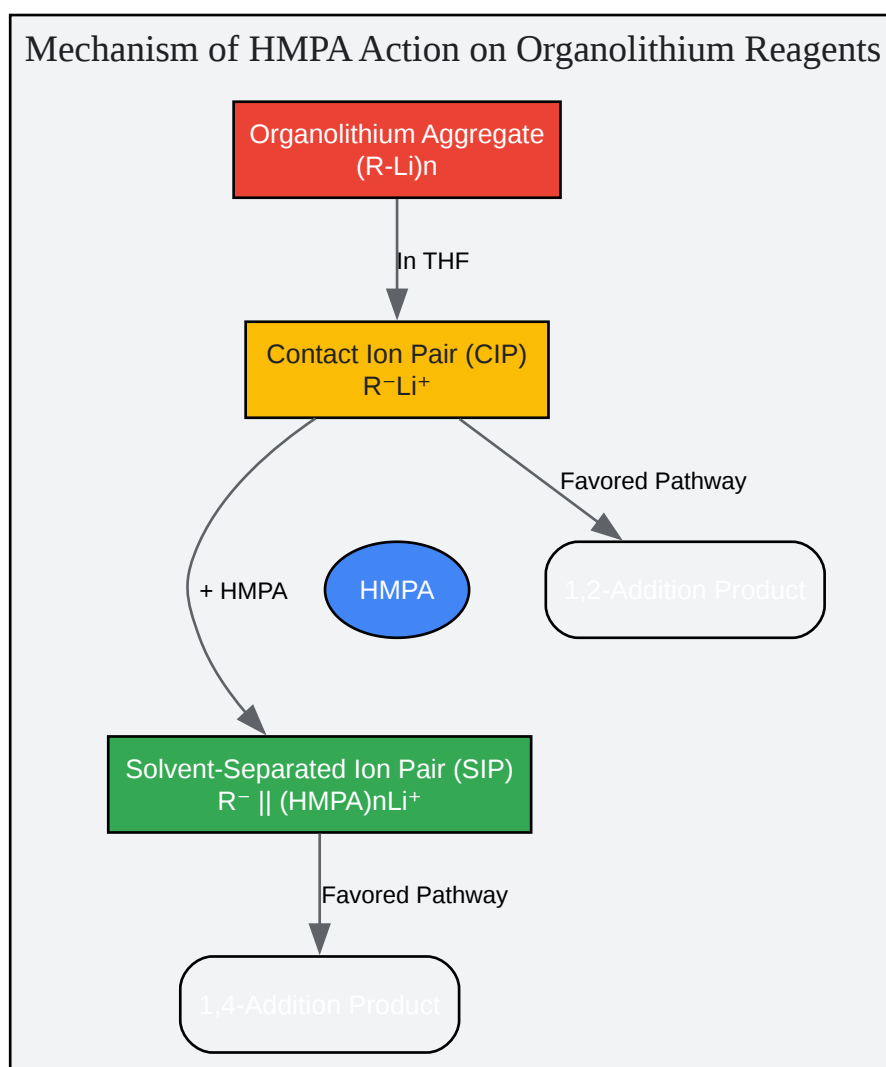 Mechanism of HMPA Action on Organolithium Reagents
Organolithium Aggregate
(R-Li)n
In THF
Contact Ion Pair (CIP)
R⁻Li⁺
Favored Pathway
+ HMPA
HMPA
1,2-Addition Product
Solvent-Separated Ion Pair (SIP)
R⁻ || (HMPA)nLi⁺
Favored Pathway
1,4-Addition Product